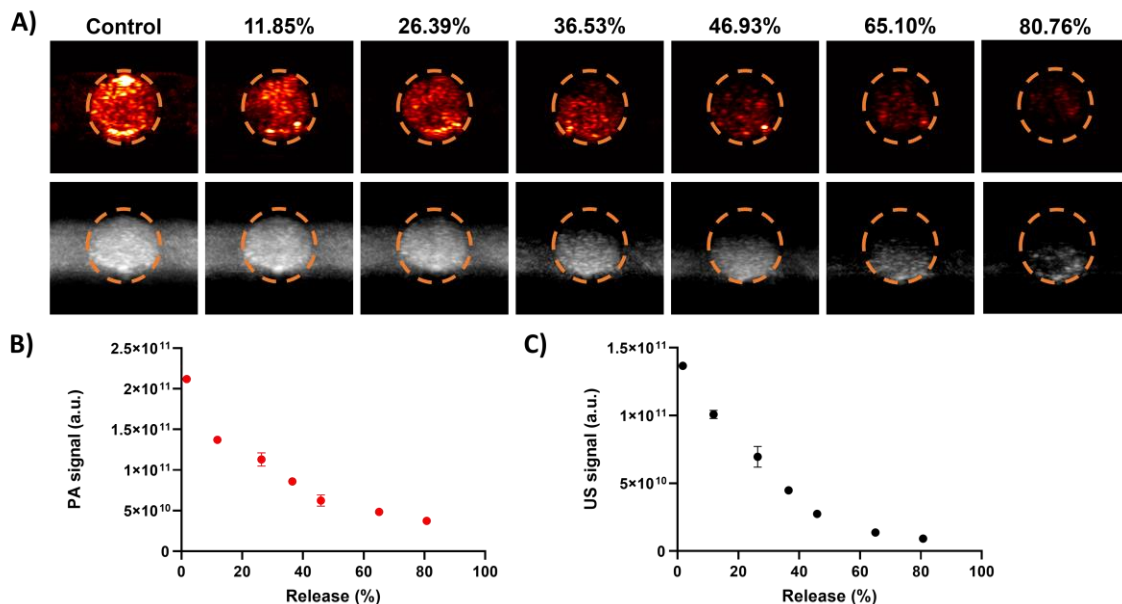 A)
Control 11.85% 26.39% 36.53% 46.93% 65.10% 80.76%
B)
2.5×10¹¹
2×10¹¹
1.5×10¹¹
1×10¹¹
5×10¹⁰
0
PA signal (a.u.)
0 20 40 60 80 100
Release (%)
C)
1.5×10¹¹
1×10¹¹
5×10¹⁰
0
US signal (a.u.)
0 20 40 60 80 100
Release (%)